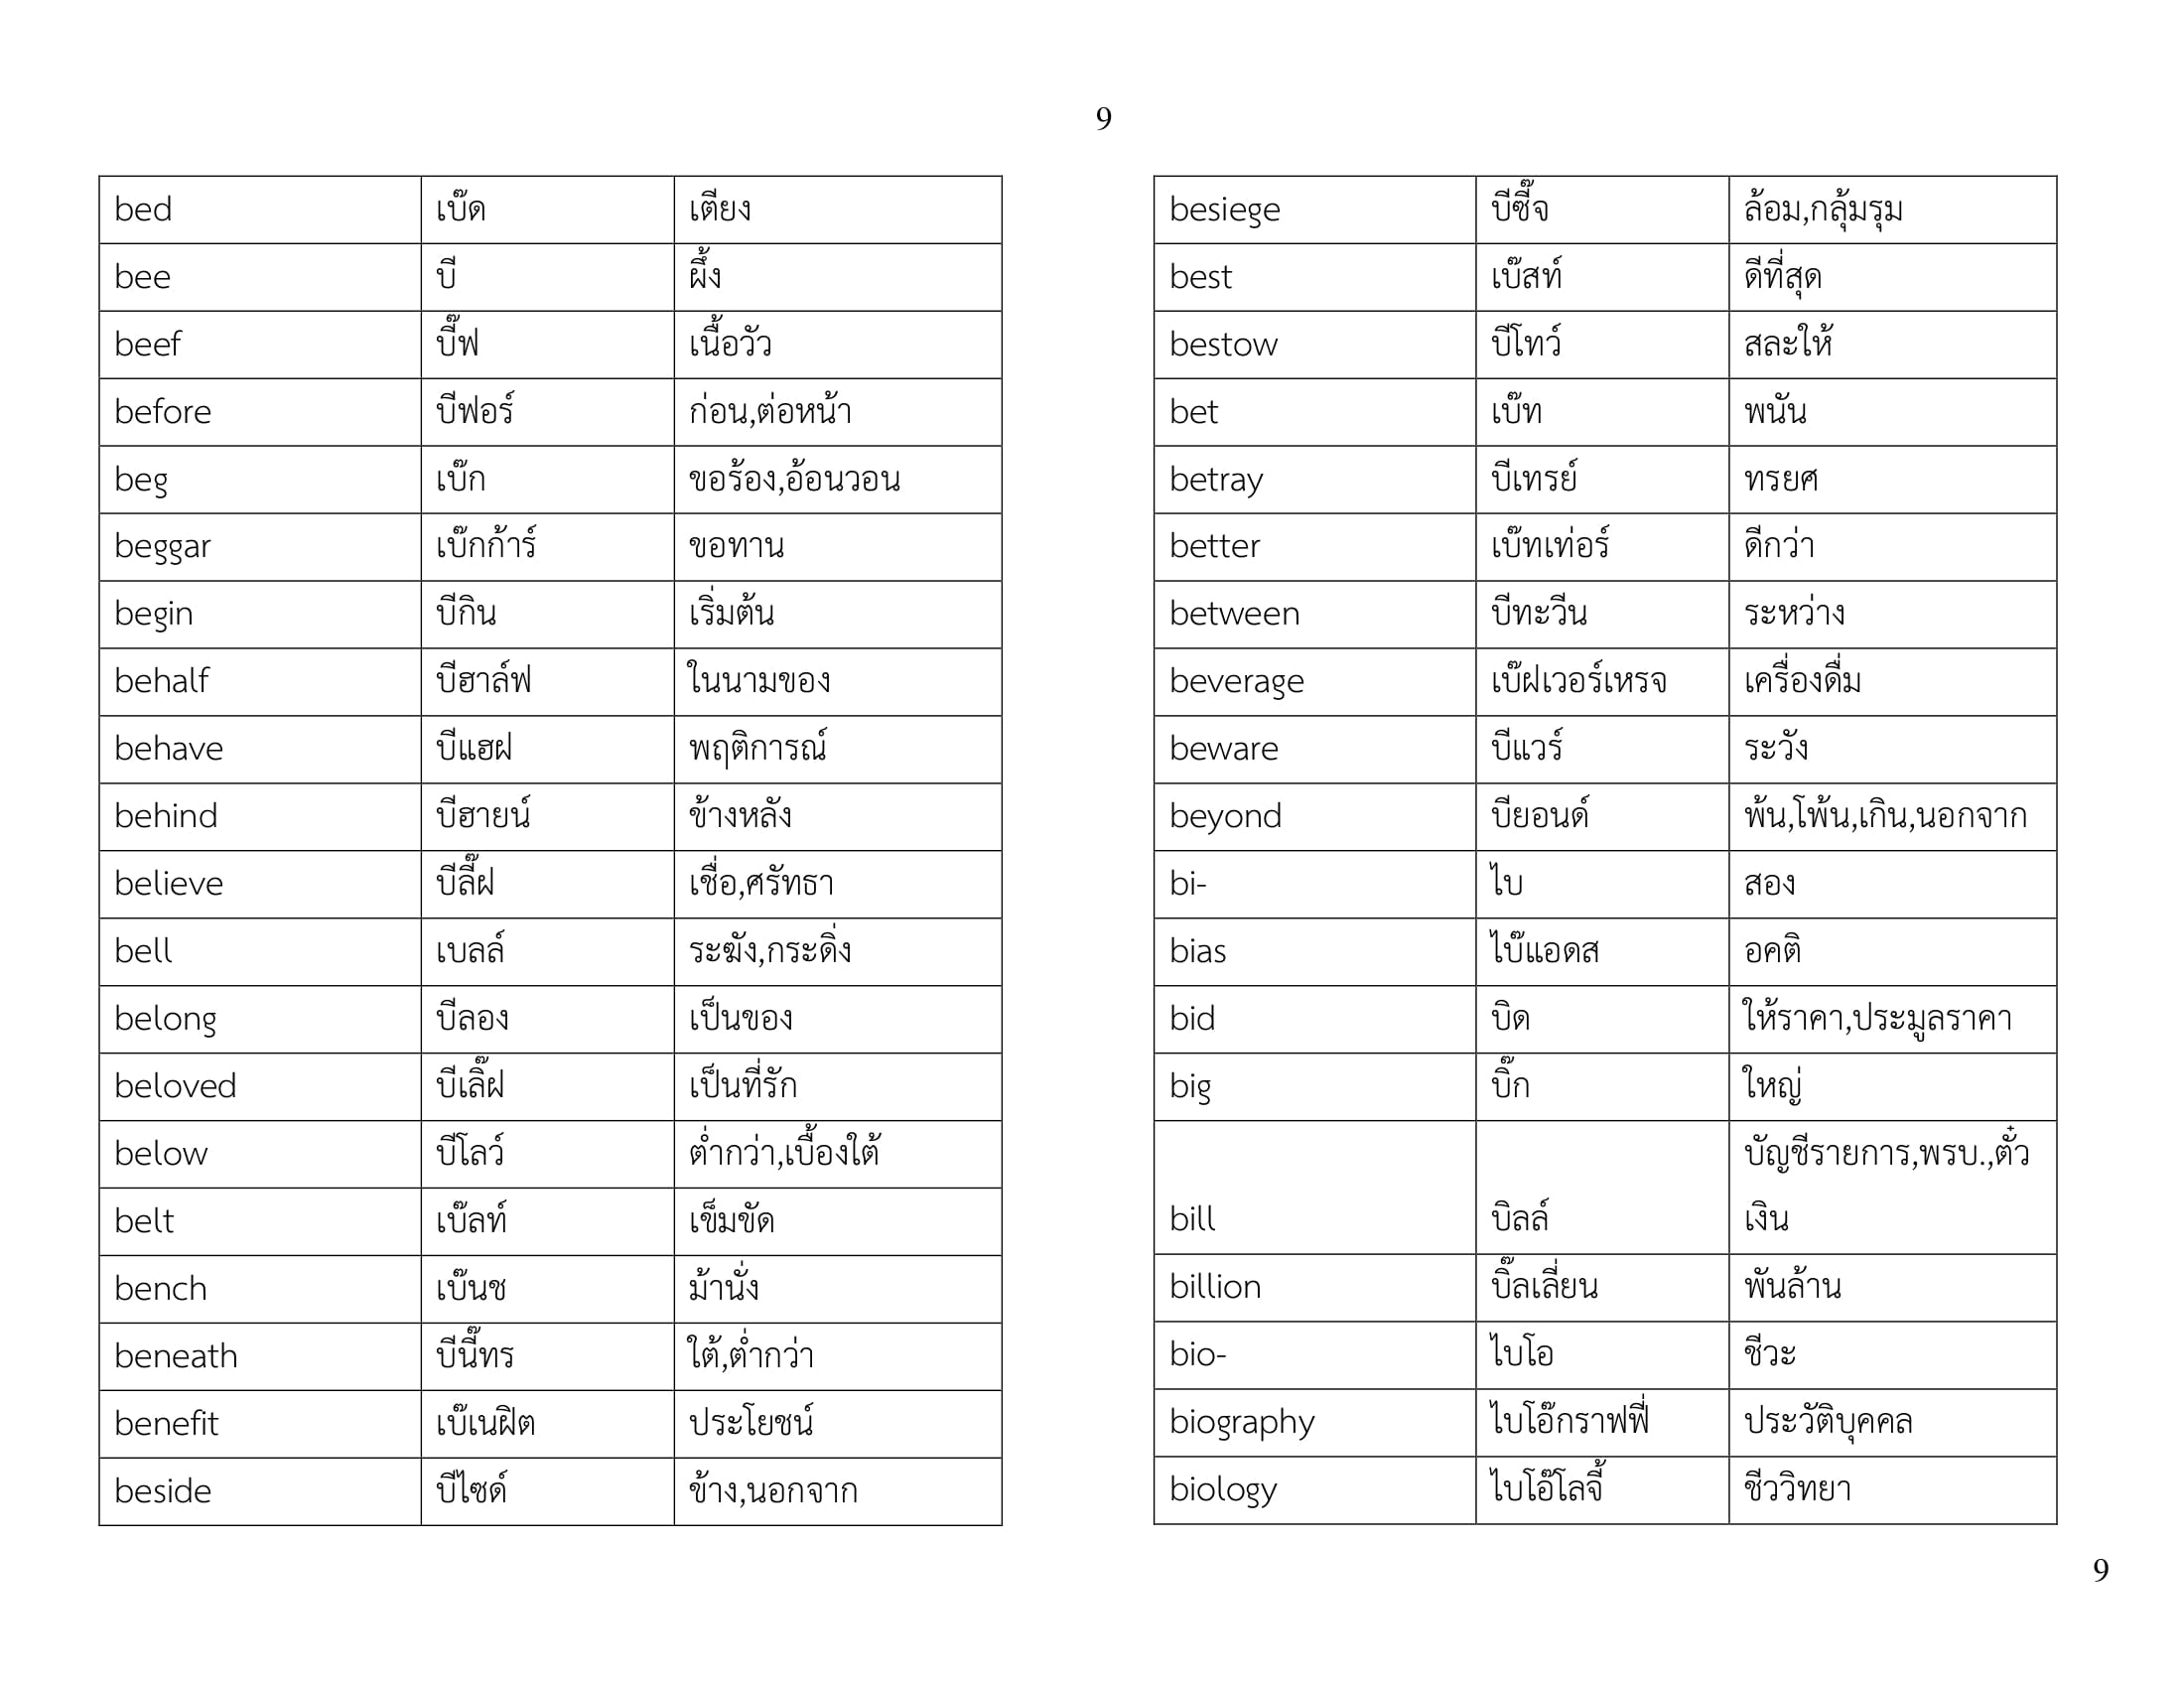 9
bed เบ๊ด เตียง
bee บี ผึ้ง
beef บี๊ฟ เนื้อวัว
before บีฟอร์ ก่อน,ต่อหน้า
beg เบ๊ก ขอร้อง,อ้อนวอน
beggar เบ๊กก้าร์ ขอทาน
begin บีกิน เริ่มต้น
behalf บีฮาล์ฟ ในนามของ
behave บีแฮฝ พฤติการณ์
behind บีฮายน์ ข้างหลัง
believe บีลี๊ฝ เชื่อ,ศรัทธา
bell เบลล์ ระฆัง,กระดิ่ง
belong บีลอง เป็นของ
beloved บีเลิ๊ฝ เป็นที่รัก
below บีโลว์ ต่ำกว่า,เบื้องใต้
belt เบ๊ลท์ เข็มขัด
bench เบ๊นช ม้านั่ง
beneath บีนี๊ทร ใต้,ต่ำกว่า
benefit เบ๊เนฝิต ประโยชน์
beside บีไซด์ ข้าง,นอกจาก
besiege บีซี๊จ ล้อม,กลุ้มรุม
best เบ๊สท์ ดีที่สุด
bestow บีโทว์ สละให้
bet เบ๊ท พนัน
betray บีเทรย์ ทรยศ
better เบ๊ทเท่อร์ ดีกว่า
between บีทะวีน ระหว่าง
beverage เบ๊ฝเวอร์เหรจ เครื่องดื่ม
beware บีแวร์ ระวัง
beyond บียอนด์ พ้น,โพ้น,เกิน,นอกจาก
bi- ไบ สอง
bias ไบ๊แอดส อคติ
bid บิด ให้ราคา,ประมูลราคา
big บิ๊ก ใหญ่
บัญชีรายการ,พรบ.,ตั๋ว
bill บิลล์ เงิน
billion บิ๊ลเลี่ยน พันล้าน
bio- ไบโอ ชีวะ
biography ไบโอ๊กราฟฟี่ ประวัติบุคคล
biology ไบโอ๊โลจี้ ชีววิทยา
9